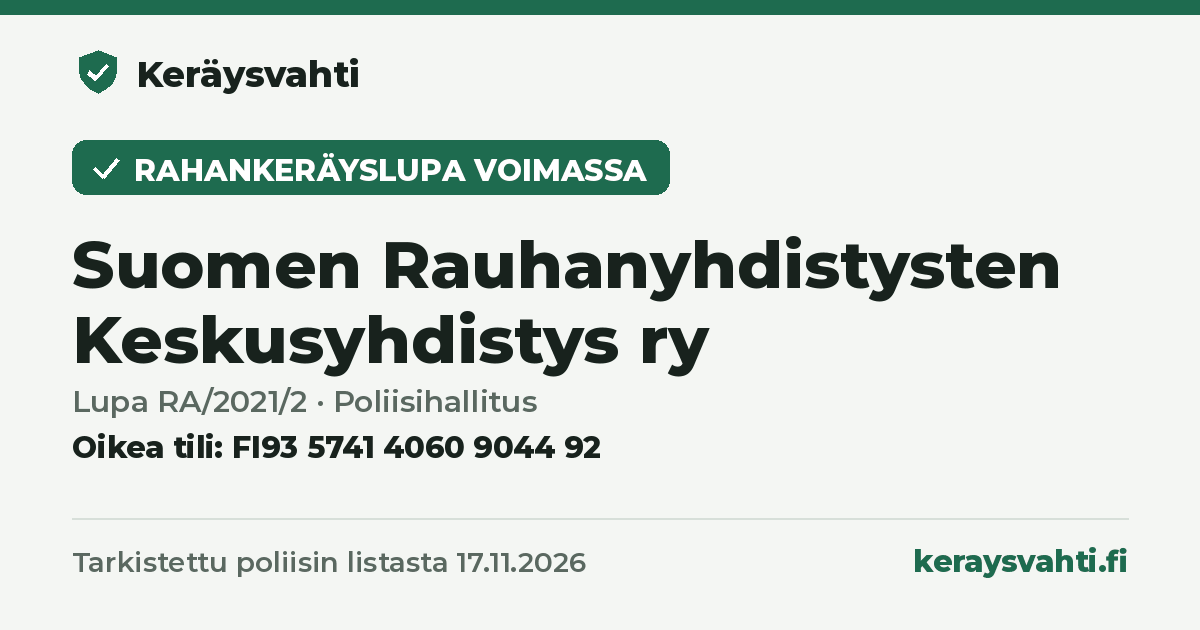 Keräysvahti
RAHANKERÄYSLUPA VOIMASSA
Suomen Rauhanyhdistysten
Keskusyhdistys ry
Lupa RA/2021/2 · Poliisihallitus
Oikea tili: FI93 5741 4060 9044 92
Tarkistettu poliisin listasta 17.11.2026
keraysvahti.fi